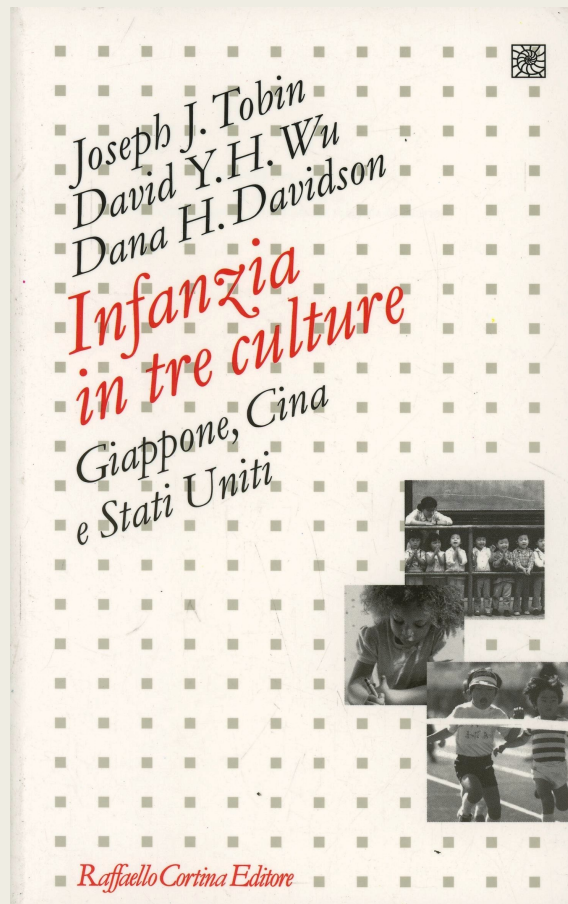 Joseph J. Tobin
David Y.H. Wu
Dana H. Davidson
Infanzia
in tre culture
Giappone, Cina
e Stati Uniti
Raffaello Cortina Editore